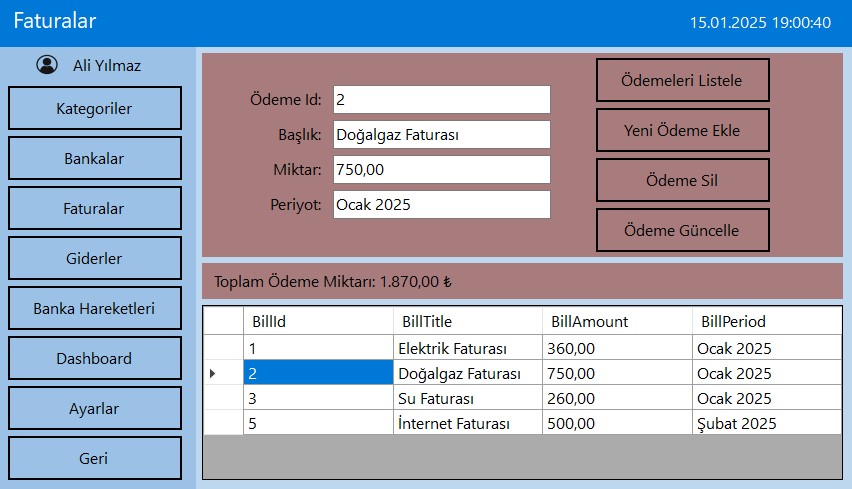 Faturalar
15.01.2025 19:00:40
Ali Yılmaz
Kategoriler
Bankalar
Faturalar
Giderler
Banka Hareketleri
Dashboard
Ayarlar
Geri
Ödeme Id: 2
Başlık: Doğalgaz Faturası
Miktar: 750,00
Periyot: Ocak 2025
Ödemeleri Listele
Yeni Ödeme Ekle
Ödeme Sil
Ödeme Güncelle
Toplam Ödeme Miktarı: 1.870,00 ₺
BillId BillTitle BillAmount BillPeriod
1 Elektrik Faturası 360,00 Ocak 2025
2 Doğalgaz Faturası 750,00 Ocak 2025
3 Su Faturası 260,00 Ocak 2025
5 İnternet Faturası 500,00 Şubat 2025